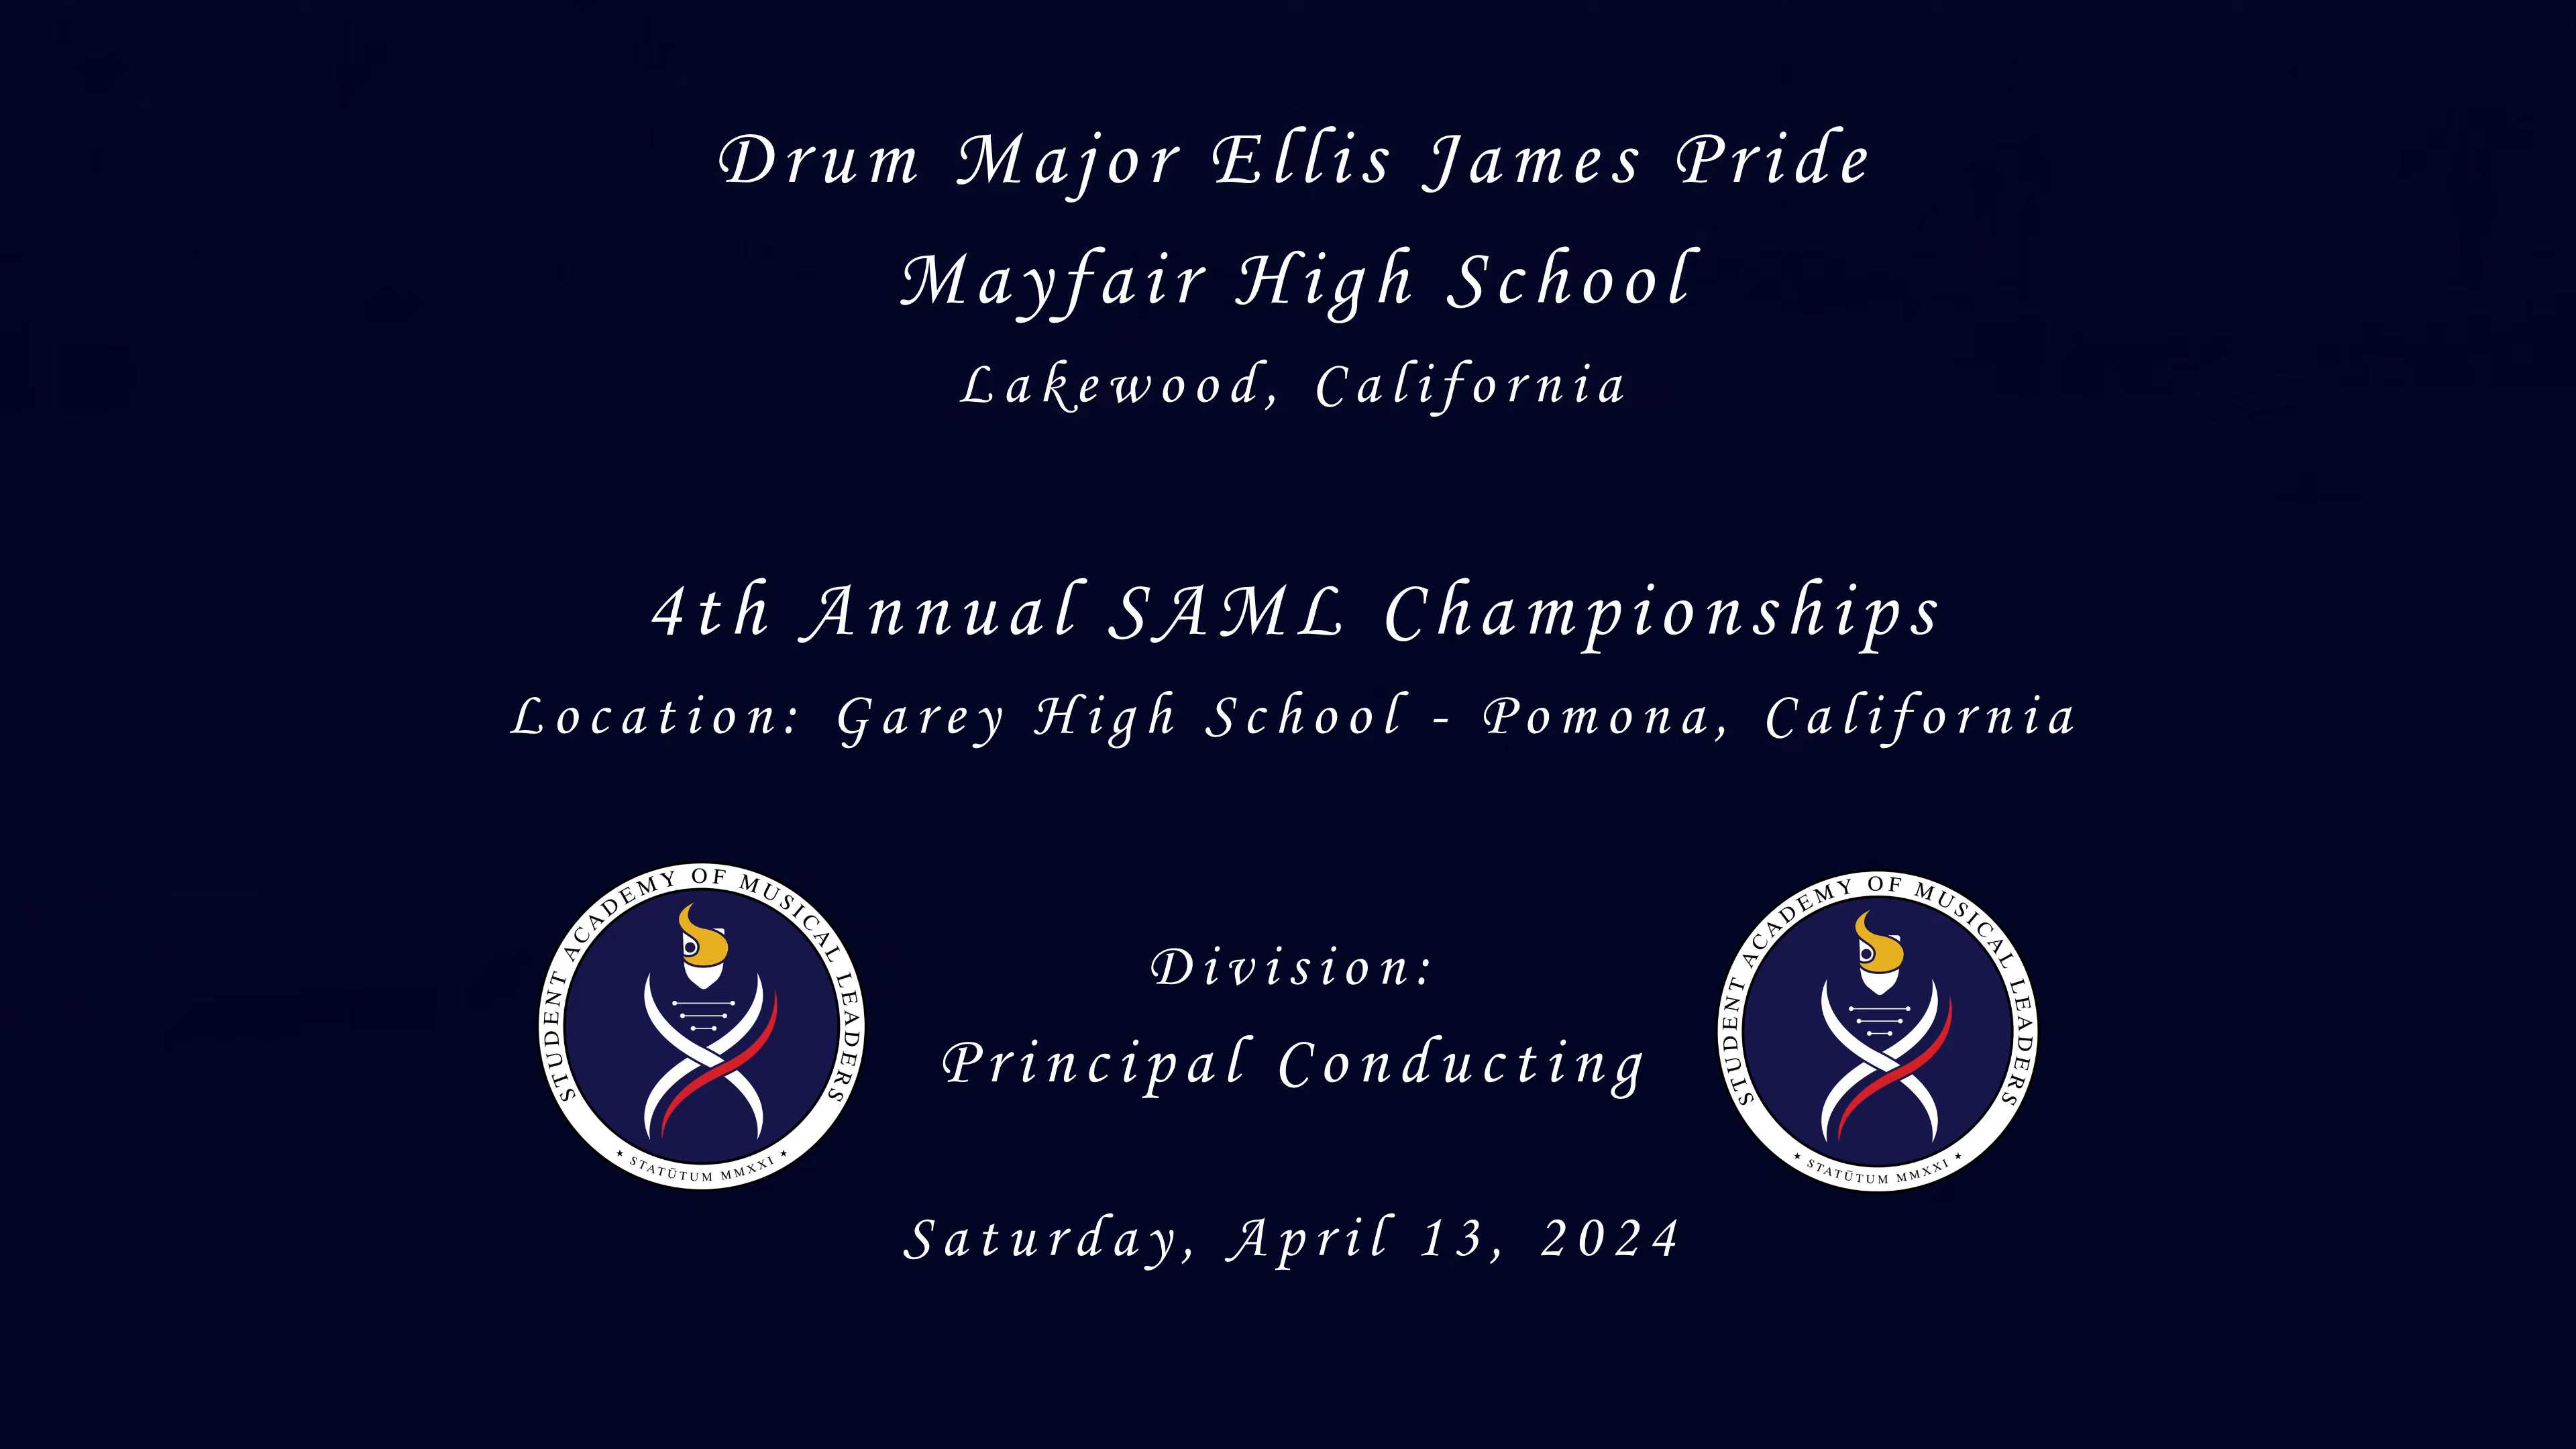 Drum Major Ellis James Pride
Mayfair High School
Lakewood, California
4th Annual SAML Championships
Location: Garey High School - Pomona, California
STUDENT ACADEMY OF MUSICAL LEADERS
★ STATŪTUM MMXXI ★
Division:
Principal Conducting
STUDENT ACADEMY OF MUSICAL LEADERS
★ STATŪTUM MMXXI ★
Saturday, April 13, 2024